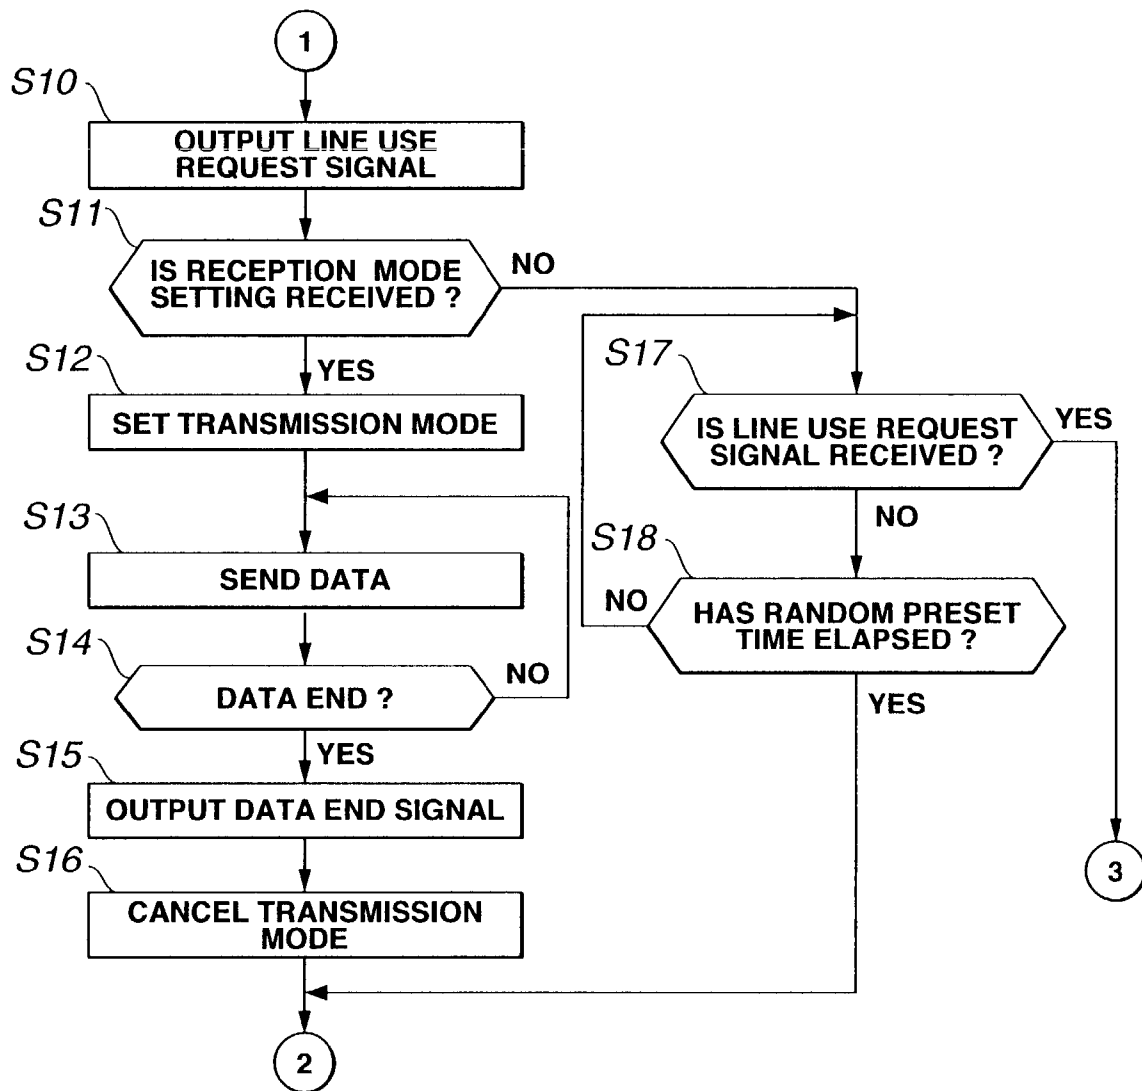 1
S10
OUTPUT LINE USE
REQUEST SIGNAL
S11
IS RECEPTION MODE
SETTING RECEIVED ?
NO
YES
S12
SET TRANSMISSION MODE
S13
SEND DATA
S14
DATA END ?
NO
YES
S15
OUTPUT DATA END SIGNAL
S16
CANCEL TRANSMISSION
MODE
2
S17
IS LINE USE REQUEST
SIGNAL RECEIVED ?
YES
NO
S18
HAS RANDOM PRESET
TIME ELAPSED ?
NO
YES
3